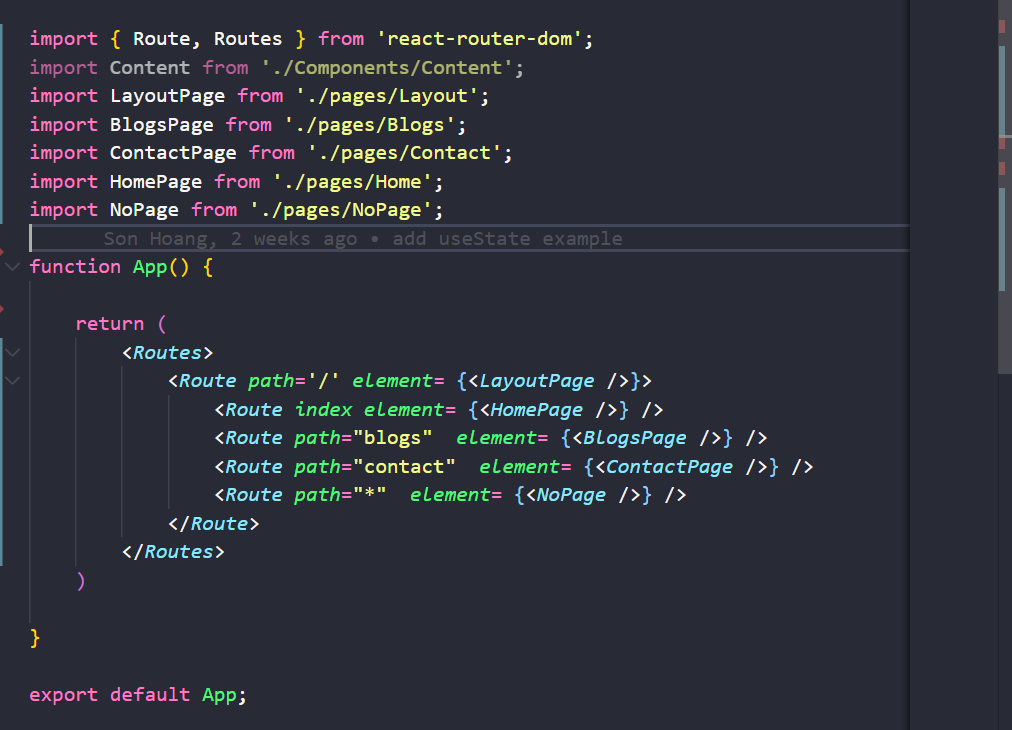 import { Route, Routes } from 'react-router-dom';
import Content from './Components/Content';
import LayoutPage from './pages/Layout';
import BlogsPage from './pages/Blogs';
import ContactPage from './pages/Contact';
import HomePage from './pages/Home';
import NoPage from './pages/NoPage';
Son Hoang, 2 weeks ago • add useState example
function App() {
return (
<Routes>
<Route path='/' element= {<LayoutPage />}>
<Route index element= {<HomePage />} />
<Route path="blogs"  element= {<BlogsPage />} />
<Route path="contact"  element= {<ContactPage />} />
<Route path="*"  element= {<NoPage />} />
</Route>
</Routes>
)
}
export default App;